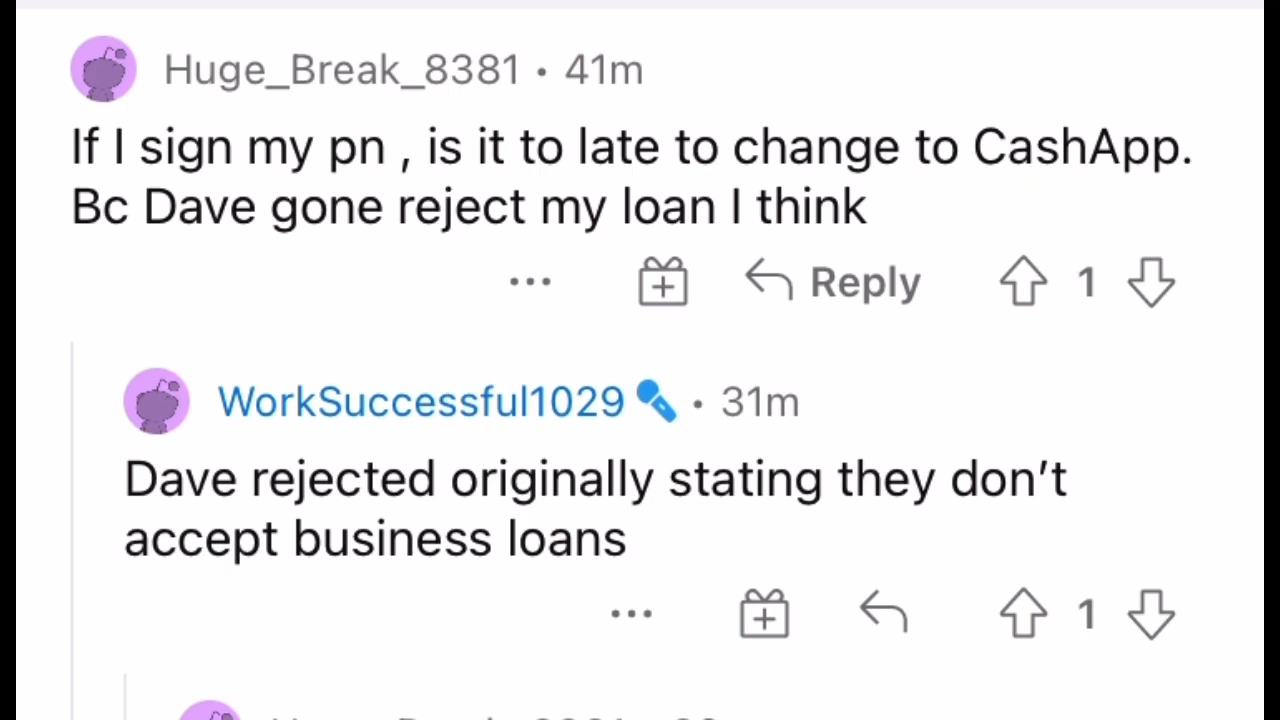 Huge_Break_8381 • 41m
If I sign my pn , is it to late to change to CashApp.
Bc Dave gone reject my loan I think
Reply 1
WorkSuccessful1029 • 31m
Dave rejected originally stating they don’t
accept business loans
1